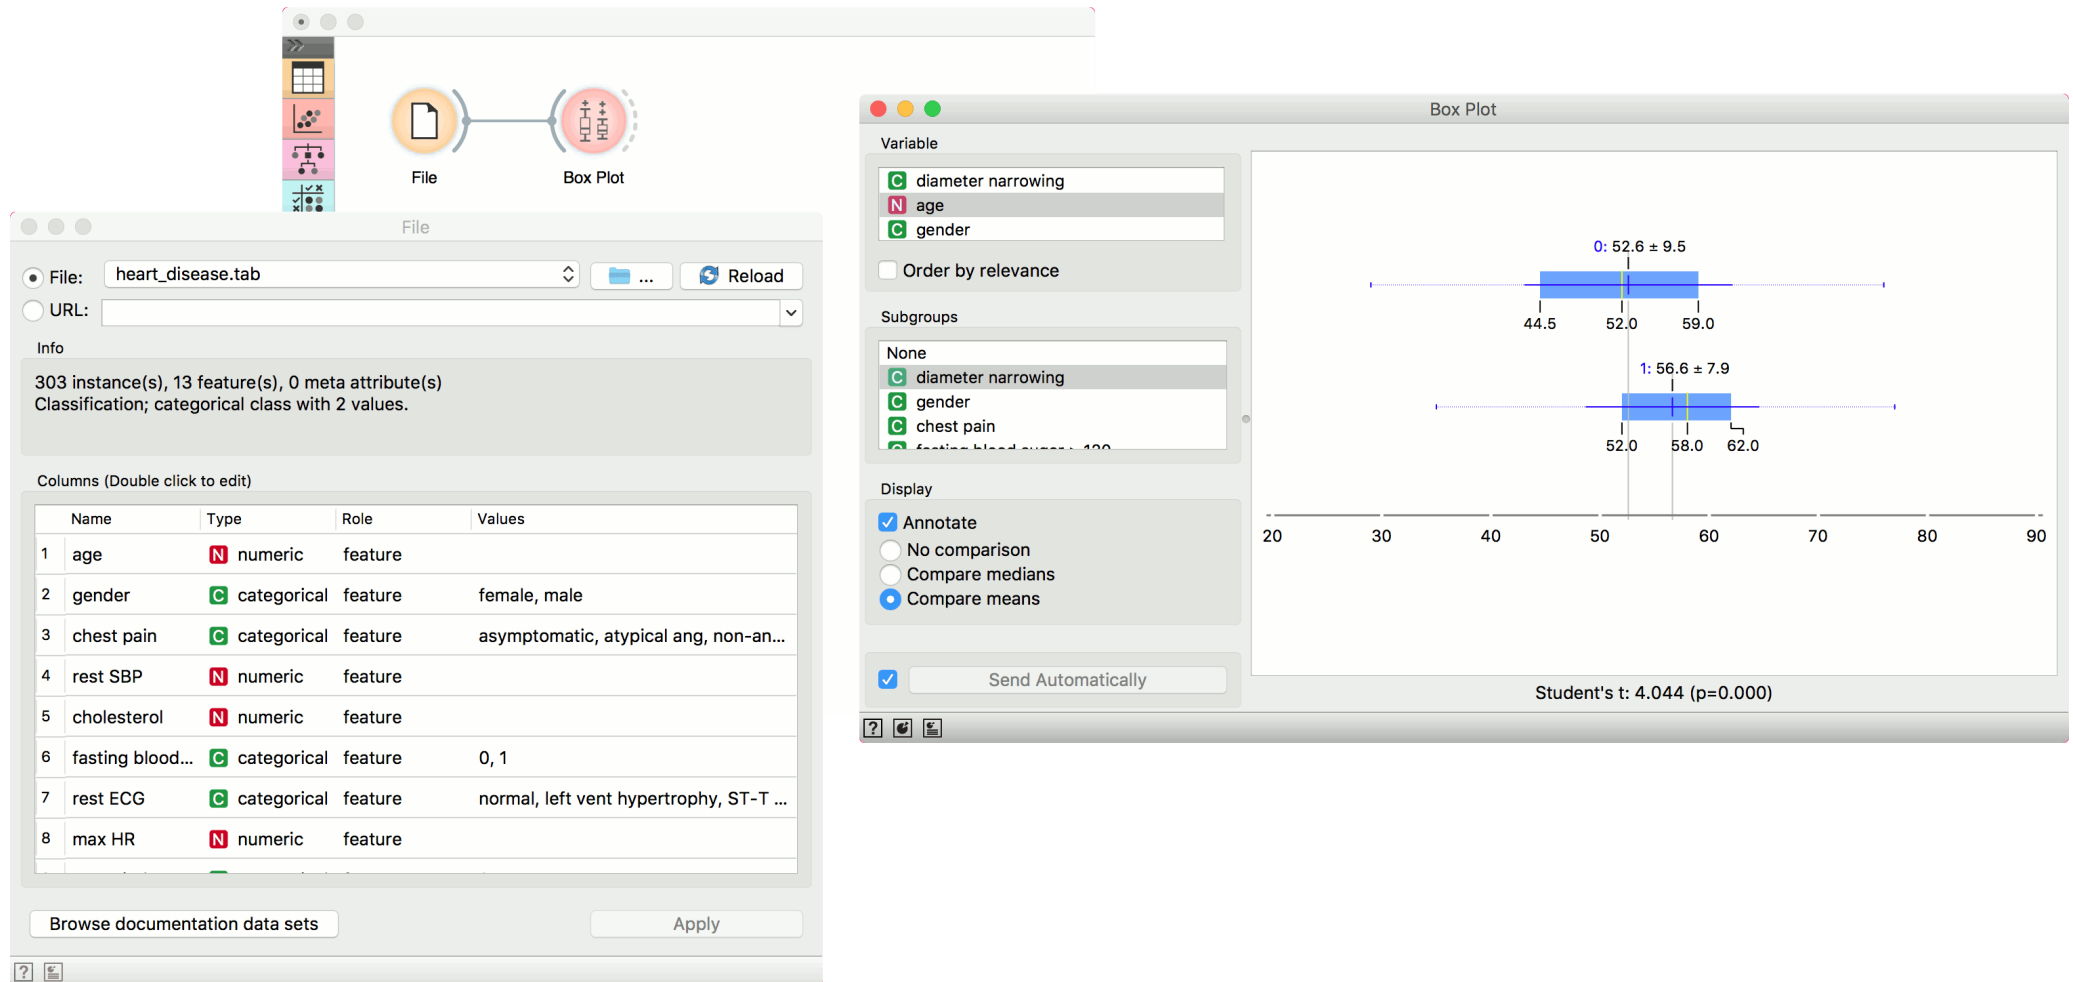 File
Box Plot
File
File:
heart_disease.tab
...
Reload
URL:
Info
303 instance(s), 13 feature(s), 0 meta attribute(s)
Classification; categorical class with 2 values.
Columns (Double click to edit)
Name Type Role Values
1 age N numeric feature
2 gender C categorical feature female, male
3 chest pain C categorical feature asymptomatic, atypical ang, non-an...
4 rest SBP N numeric feature
5 cholesterol N numeric feature
6 fasting blood... C categorical feature 0, 1
7 rest ECG C categorical feature normal, left vent hypertrophy, ST-T ...
8 max HR N numeric feature
Browse documentation data sets
Apply
?
Box Plot
Variable
C diameter narrowing
N age
C gender
Order by relevance
Subgroups
None
C diameter narrowing
C gender
C chest pain
C fasting blood sugar > 120
Display
Annotate
No comparison
Compare medians
Compare means
Send Automatically
?
0: 52.6 ± 9.5
44.5 52.0 59.0
1: 56.6 ± 7.9
52.0 58.0 62.0
20 30 40 50 60 70 80 90
Student's t: 4.044 (p=0.000)